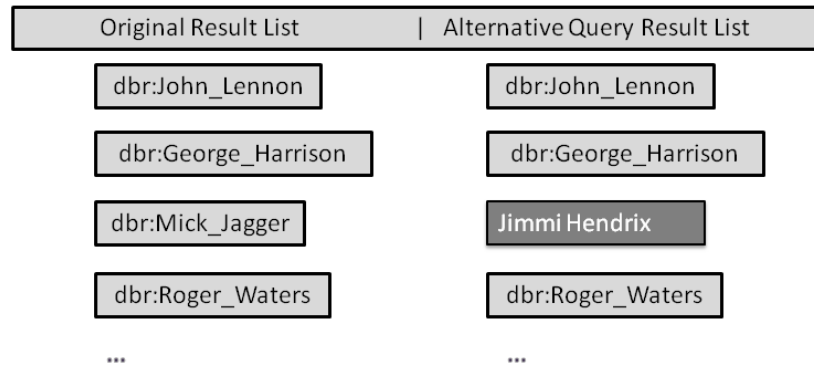 Original Result List | Alternative Query Result List
dbr:John_Lennon dbr:John_Lennon
dbr:George_Harrison dbr:George_Harrison
dbr:Mick_Jagger Jimmi Hendrix
dbr:Roger_Waters dbr:Roger_Waters
... ...